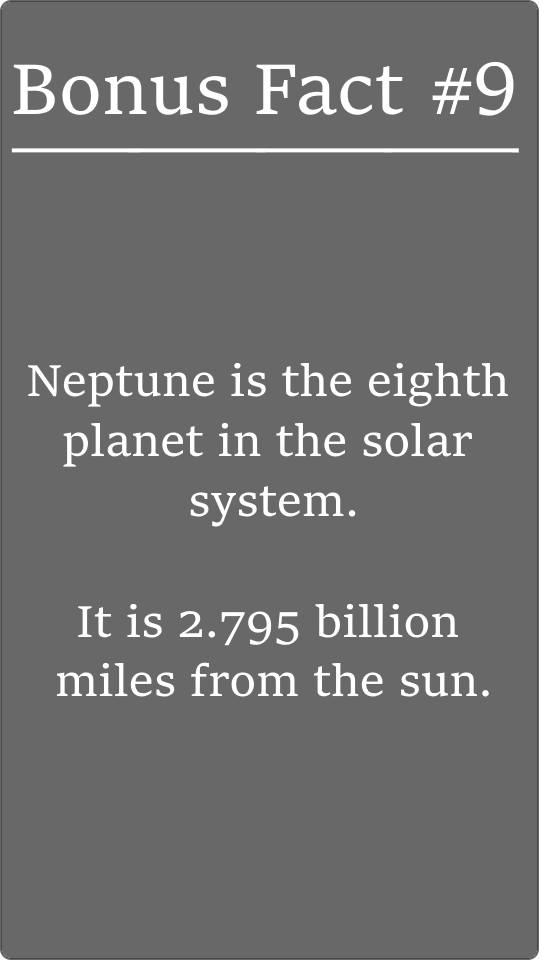 Bonus Fact #9
Neptune is the eighth
planet in the solar
system.
It is 2.795 billion
miles from the sun.